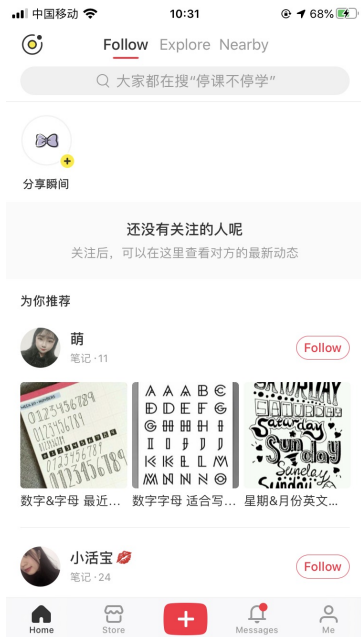 中国移动 10:31 68%
Follow Explore Nearby
大家都在搜“停课不停学”
分享瞬间
还没有关注的人呢
关注后，可以在这里查看对方的最新动态
为你推荐
萌
笔记 · 11
Follow
数字&字母 最近…
数字字母 适合写…
星期&月份英文…
小活宝💋
笔记 · 24
Follow
Home Store Messages Me